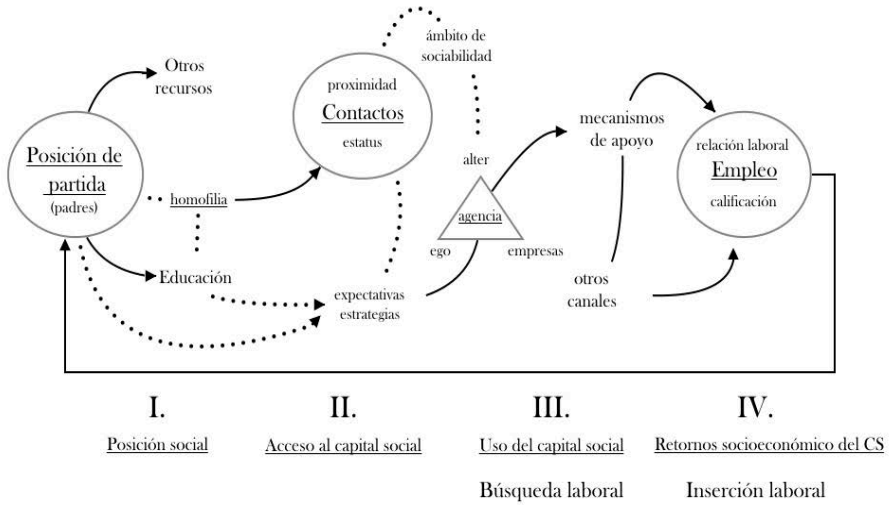 Otros
recursos
Posición de
partida
(padres)
homofilia
Educación
proximidad
Contactos
estatus
ámbito de
sociabilidad
expectativas
estrategias
alter
agencia
ego
empresas
mecanismos
de apoyo
otros
canales
relación laboral
Empleo
calificación
I.
Posición social
II.
Acceso al capital social
III.
Uso del capital social
Búsqueda laboral
IV.
Retornos socioeconómico del CS
Inserción laboral